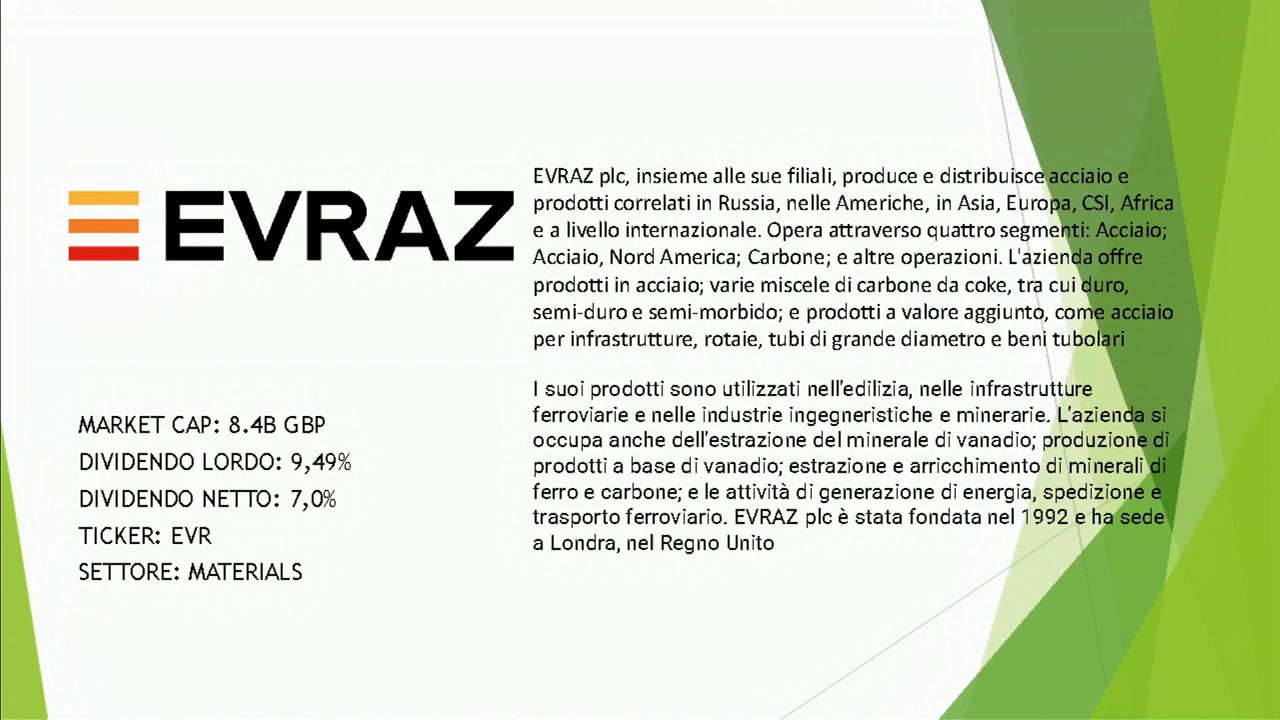 EVRAZ
EVRAZ plc, insieme alle sue filiali, produce e distribuisce acciaio e
prodotti correlati in Russia, nelle Americhe, in Asia, Europa, CSI, Africa
e a livello internazionale. Opera attraverso quattro segmenti: Acciaio;
Acciaio, Nord America; Carbone; e altre operazioni. L'azienda offre
prodotti in acciaio; varie miscele di carbone da coke, tra cui duro,
semi-duro e semi-morbido; e prodotti a valore aggiunto, come acciaio
per infrastrutture, rotaie, tubi di grande diametro e beni tubolari
I suoi prodotti sono utilizzati nell'edilizia, nelle infrastrutture
ferroviarie e nelle industrie ingegneristiche e minerarie. L'azienda si
occupa anche dell'estrazione del minerale di vanadio; produzione di
prodotti a base di vanadio; estrazione e arricchimento di minerali di
ferro e carbone; e le attività di generazione di energia, spedizione e
trasporto ferroviario. EVRAZ plc è stata fondata nel 1992 e ha sede
a Londra, nel Regno Unito
MARKET CAP: 8.4B GBP
DIVIDENDO LORDO: 9,49%
DIVIDENDO NETTO: 7,0%
TICKER: EVR
SETTORE: MATERIALS